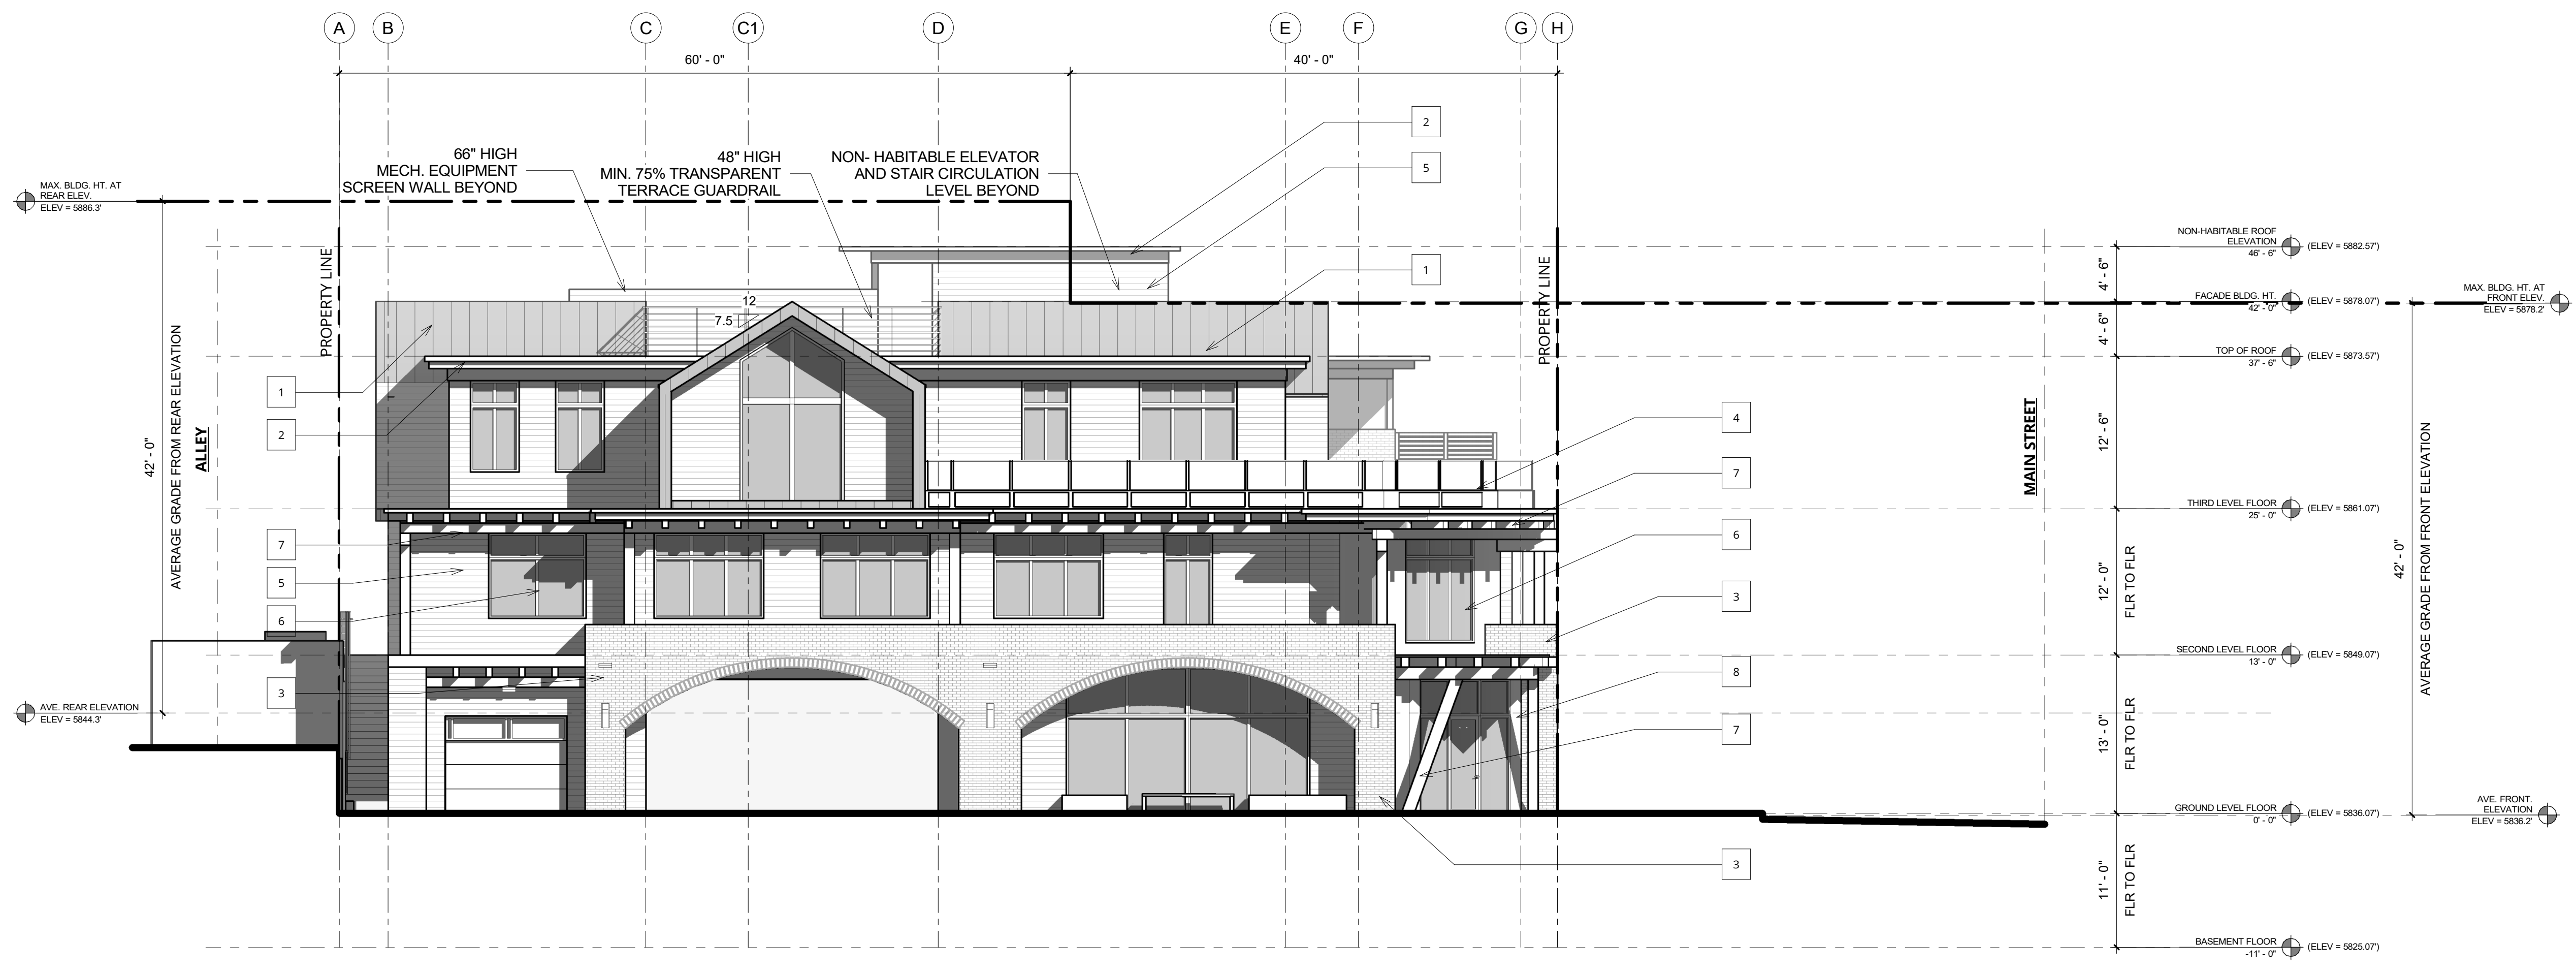 A B C C1 D E F G H
60' - 0"
40' - 0"
2
5
1
66" HIGH
MECH. EQUIPMENT
SCREEN WALL BEYOND
48" HIGH
MIN. 75% TRANSPARENT
TERRACE GUARDRAIL
NON- HABITABLE ELEVATOR
AND STAIR CIRCULATION
LEVEL BEYOND
MAX. BLDG. HT. AT
REAR ELEV.
ELEV = 5886.3'
42' - 0"
AVERAGE GRADE FROM REAR ELEVATION
ALLEY
PROPERTY LINE
AVE. REAR ELEVATION
ELEV = 5844.3'
12
7.5
1
2
7
5
6
3
PROPERTY LINE
4
7
6
3
8
7
3
MAIN STREET
4' - 6"
4' - 6"
12' - 6"
12' - 0"
FLR TO FLR
13' - 0"
FLR TO FLR
11' - 0"
FLR TO FLR
NON-HABITABLE ROOF
ELEVATION
46' - 6"
(ELEV = 5882.57')
FACADE BLDG. HT.
42' - 0"
(ELEV = 5878.07')
TOP OF ROOF
37' - 6"
(ELEV = 5873.57')
THIRD LEVEL FLOOR
25' - 0"
(ELEV = 5861.07')
SECOND LEVEL FLOOR
13' - 0"
(ELEV = 5849.07')
GROUND LEVEL FLOOR
0' - 0"
(ELEV = 5836.07')
BASEMENT FLOOR
-11' - 0"
(ELEV = 5825.07')
42' - 0"
AVERAGE GRADE FROM FRONT ELEVATION
MAX. BLDG. HT. AT
FRONT ELEV.
ELEV = 5878.2'
AVE. FRONT.
ELEVATION
ELEV = 5836.2'